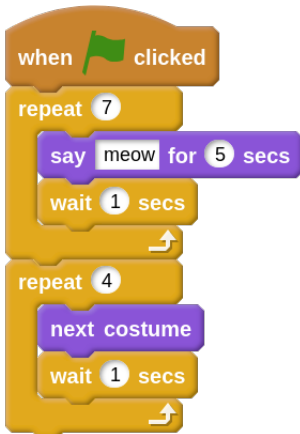 when clicked
repeat 7
say meow for 5 secs
wait 1 secs
repeat 4
next costume
wait 1 secs